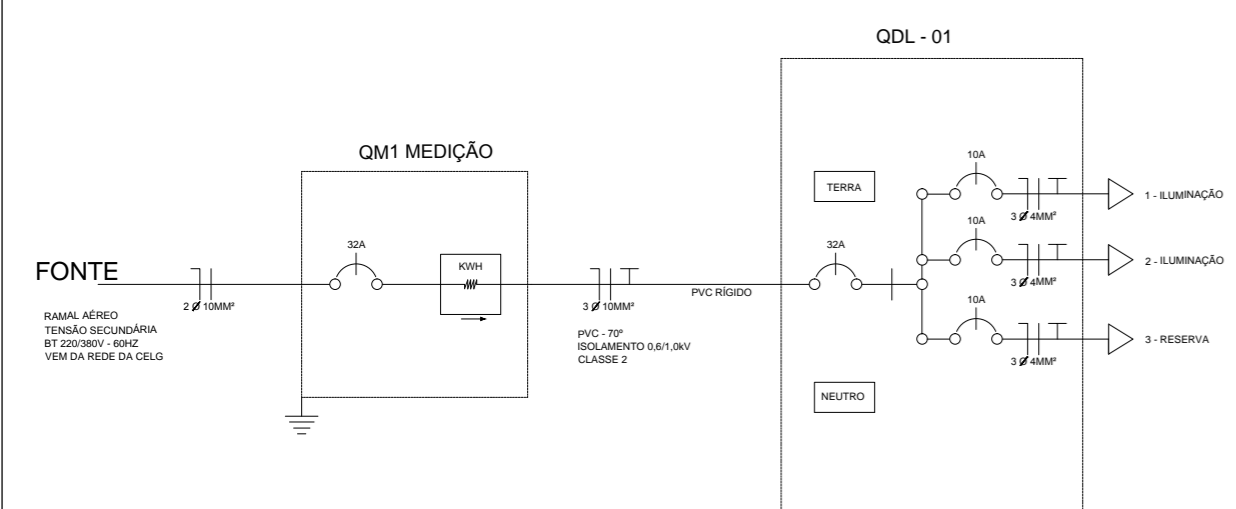 QDL - 01
QM1 MEDIÇÃO
FONTE
2 Ø 10MM²
RAMAL AÉREO
TENSÃO SECUNDÁRIA
BT 220/380V - 60HZ
VEM DA REDE DA CELG
32A
KWH
3 Ø 10MM²
PVC - 70º
ISOLAMENTO 0,6/1,0kV
CLASSE 2
PVC RÍGIDO
TERRA
32A
NEUTRO
10A
3 Ø 4MM²
1 - ILUMINAÇÃO
10A
3 Ø 4MM²
2 - ILUMINAÇÃO
10A
3 Ø 4MM²
3 - RESERVA